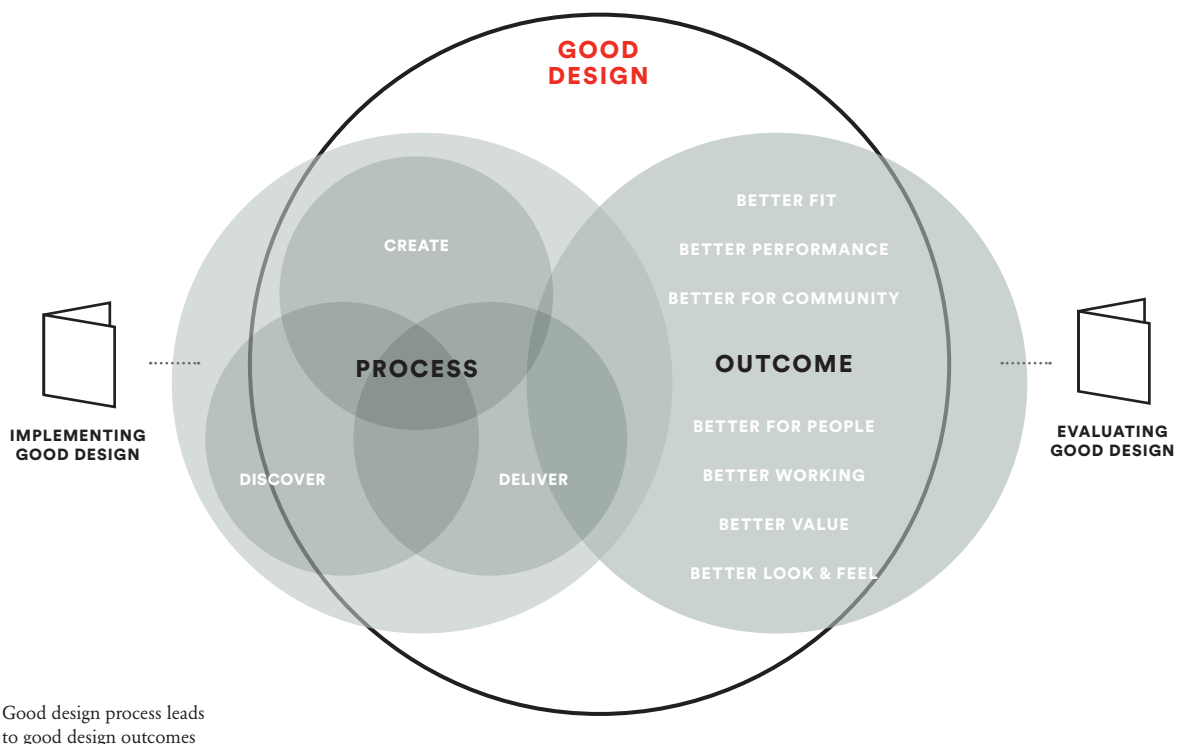 GOOD
DESIGN
CREATE
PROCESS
DISCOVER
DELIVER
BETTER FIT
BETTER PERFORMANCE
BETTER FOR COMMUNITY
OUTCOME
BETTER FOR PEOPLE
BETTER WORKING
BETTER VALUE
BETTER LOOK & FEEL
IMPLEMENTING
GOOD DESIGN
EVALUATING
GOOD DESIGN
Good design process leads
to good design outcomes